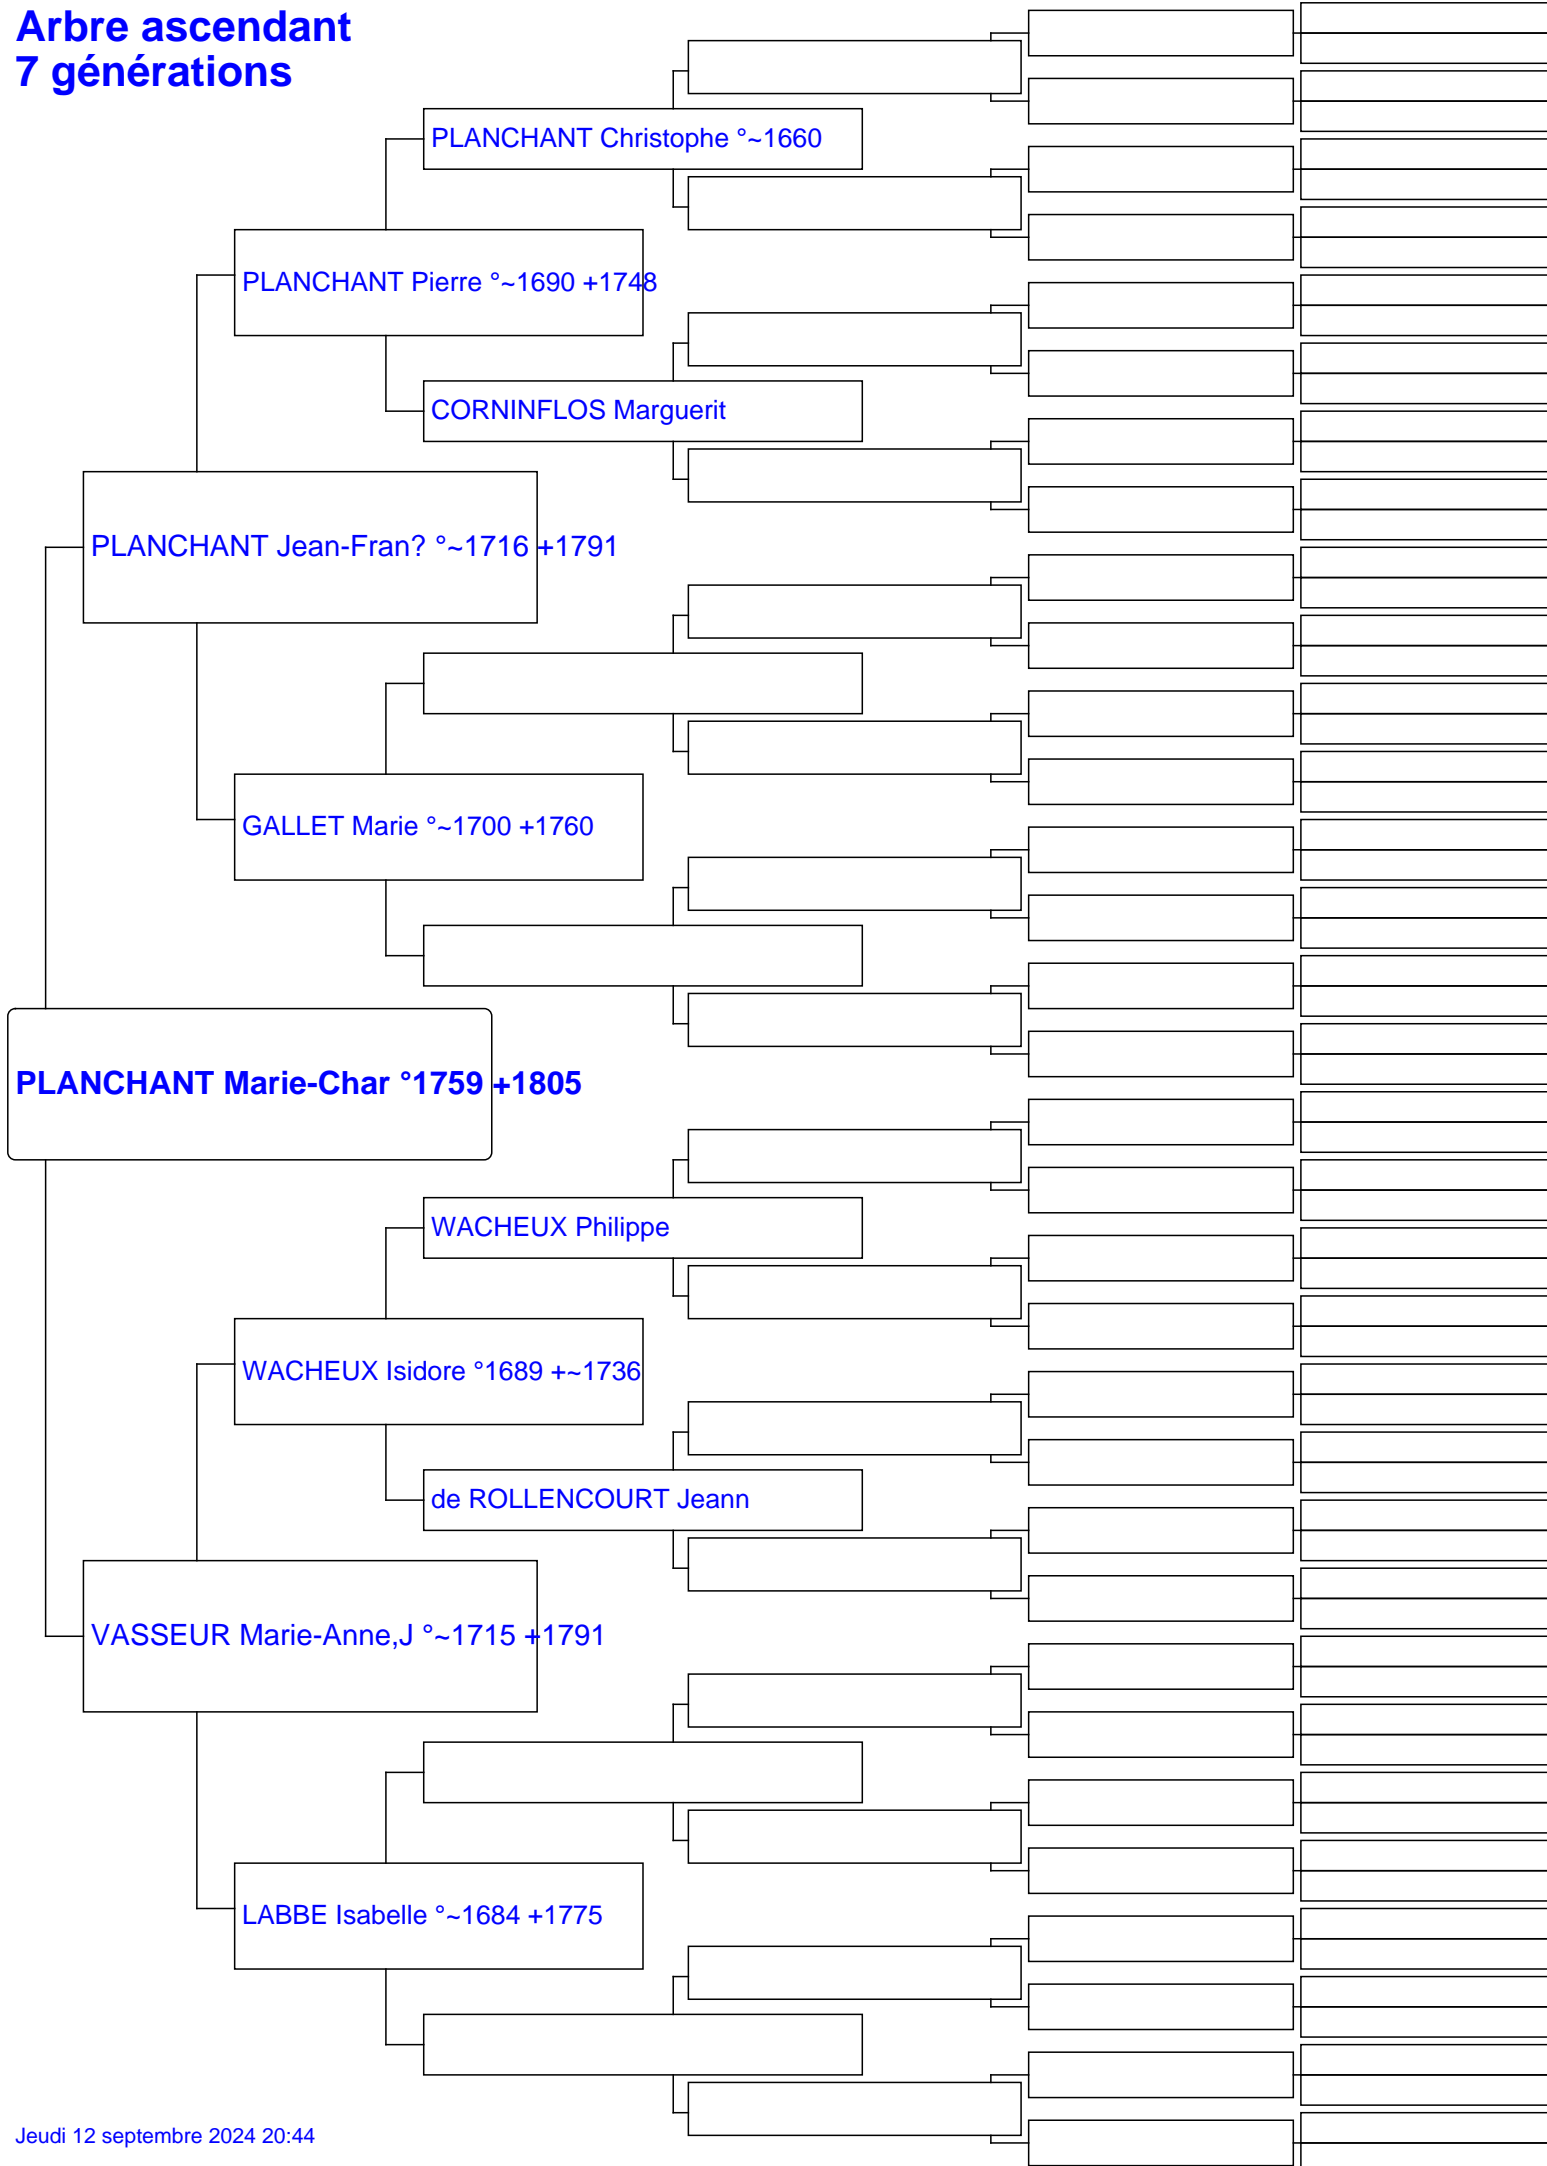 Arbre ascendant
7 générations
PLANCHANT Christophe °~1660
PLANCHANT Pierre °~1690 +1748
CORNINFLOS Marguerit
PLANCHANT Jean-Fran? °~1716 +1791
GALLET Marie °~1700 +1760
PLANCHANT Marie-Char °1759 +1805
WACHEUX Philippe
WACHEUX Isidore °1689 +~1736
de ROLLENCOURT Jeann
VASSEUR Marie-Anne,J °~1715 +1791
LABBE Isabelle °~1684 +1775
Jeudi 12 septembre 2024 20:44